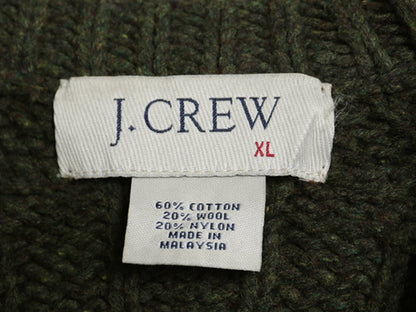 J. CREW
XL
60% COTTON
20% WOOL
20% NYLON
MADE IN
MALAYSIA